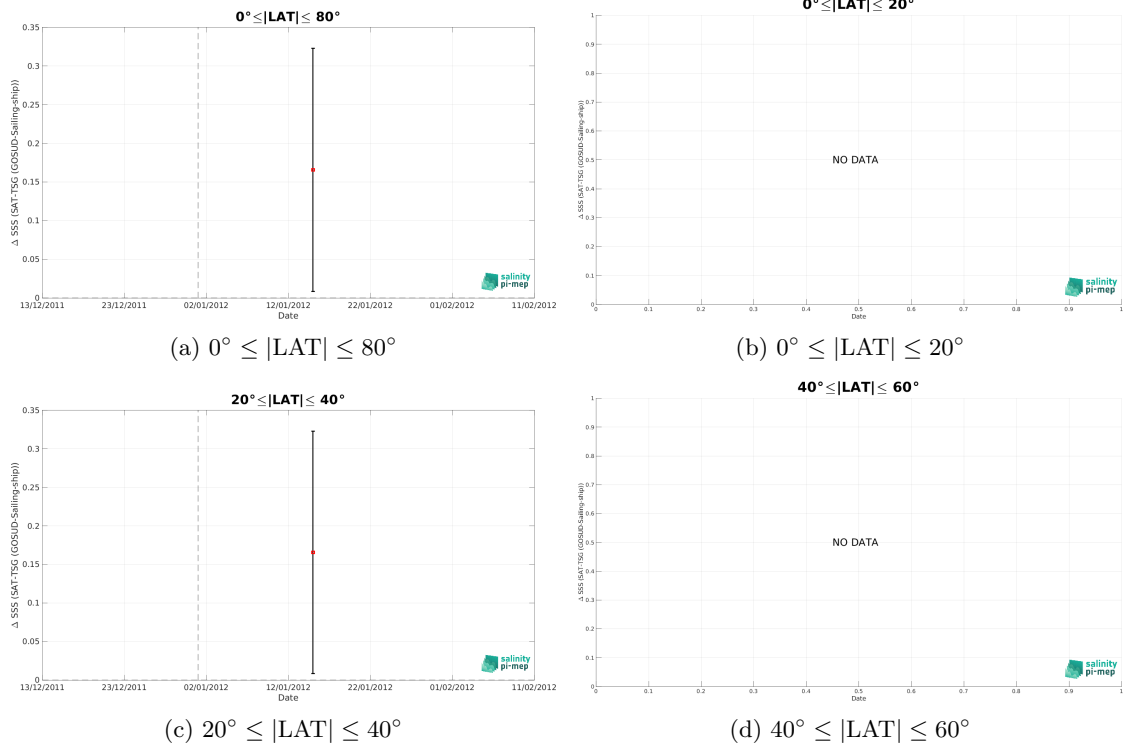 0°≤|LAT|≤ 80°
Δ SSS (SAT-TSG (GOSUD-Sailing-ship))
0.35
0.3
0.25
0.2
0.15
0.1
0.05
0
13/12/2011 23/12/2011 02/01/2012 12/01/2012 22/01/2012 01/02/2012 11/02/2012
Date
salinity
pi-mep
(a) 0° ≤ |LAT| ≤ 80°
0°≤|LAT|≤ 20°
Δ SSS (SAT-TSG (GOSUD-Sailing-ship))
1
0.9
0.8
0.7
0.6
0.5
0.4
0.3
0.2
0.1
0
NO DATA
0 0.1 0.2 0.3 0.4 0.5 0.6 0.7 0.8 0.9 1
Date
salinity
pi-mep
(b) 0° ≤ |LAT| ≤ 20°
20°≤|LAT|≤ 40°
Δ SSS (SAT-TSG (GOSUD-Sailing-ship))
0.35
0.3
0.25
0.2
0.15
0.1
0.05
0
13/12/2011 23/12/2011 02/01/2012 12/01/2012 22/01/2012 01/02/2012 11/02/2012
Date
salinity
pi-mep
(c) 20° ≤ |LAT| ≤ 40°
40°≤|LAT|≤ 60°
Δ SSS (SAT-TSG (GOSUD-Sailing-ship))
1
0.9
0.8
0.7
0.6
0.5
0.4
0.3
0.2
0.1
0
NO DATA
0 0.1 0.2 0.3 0.4 0.5 0.6 0.7 0.8 0.9 1
Date
salinity
pi-mep
(d) 40° ≤ |LAT| ≤ 60°